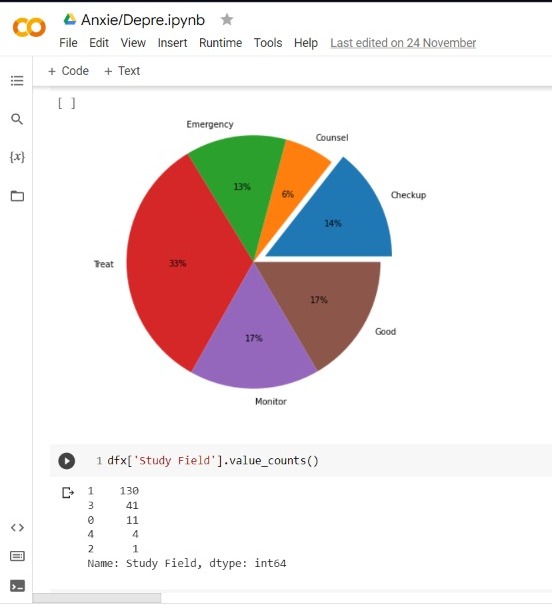 Anxie/Depre.ipynb
File Edit View Insert Runtime Tools Help Last edited on 24 November
+ Code + Text
[ ]
Emergency
Counsel
Checkup
13%
6%
14%
Treat
33%
17%
17%
Good
Monitor
1 dfx['Study Field'].value_counts()
1 130
3 41
0 11
4 4
2 1
Name: Study Field, dtype: int64
{x}